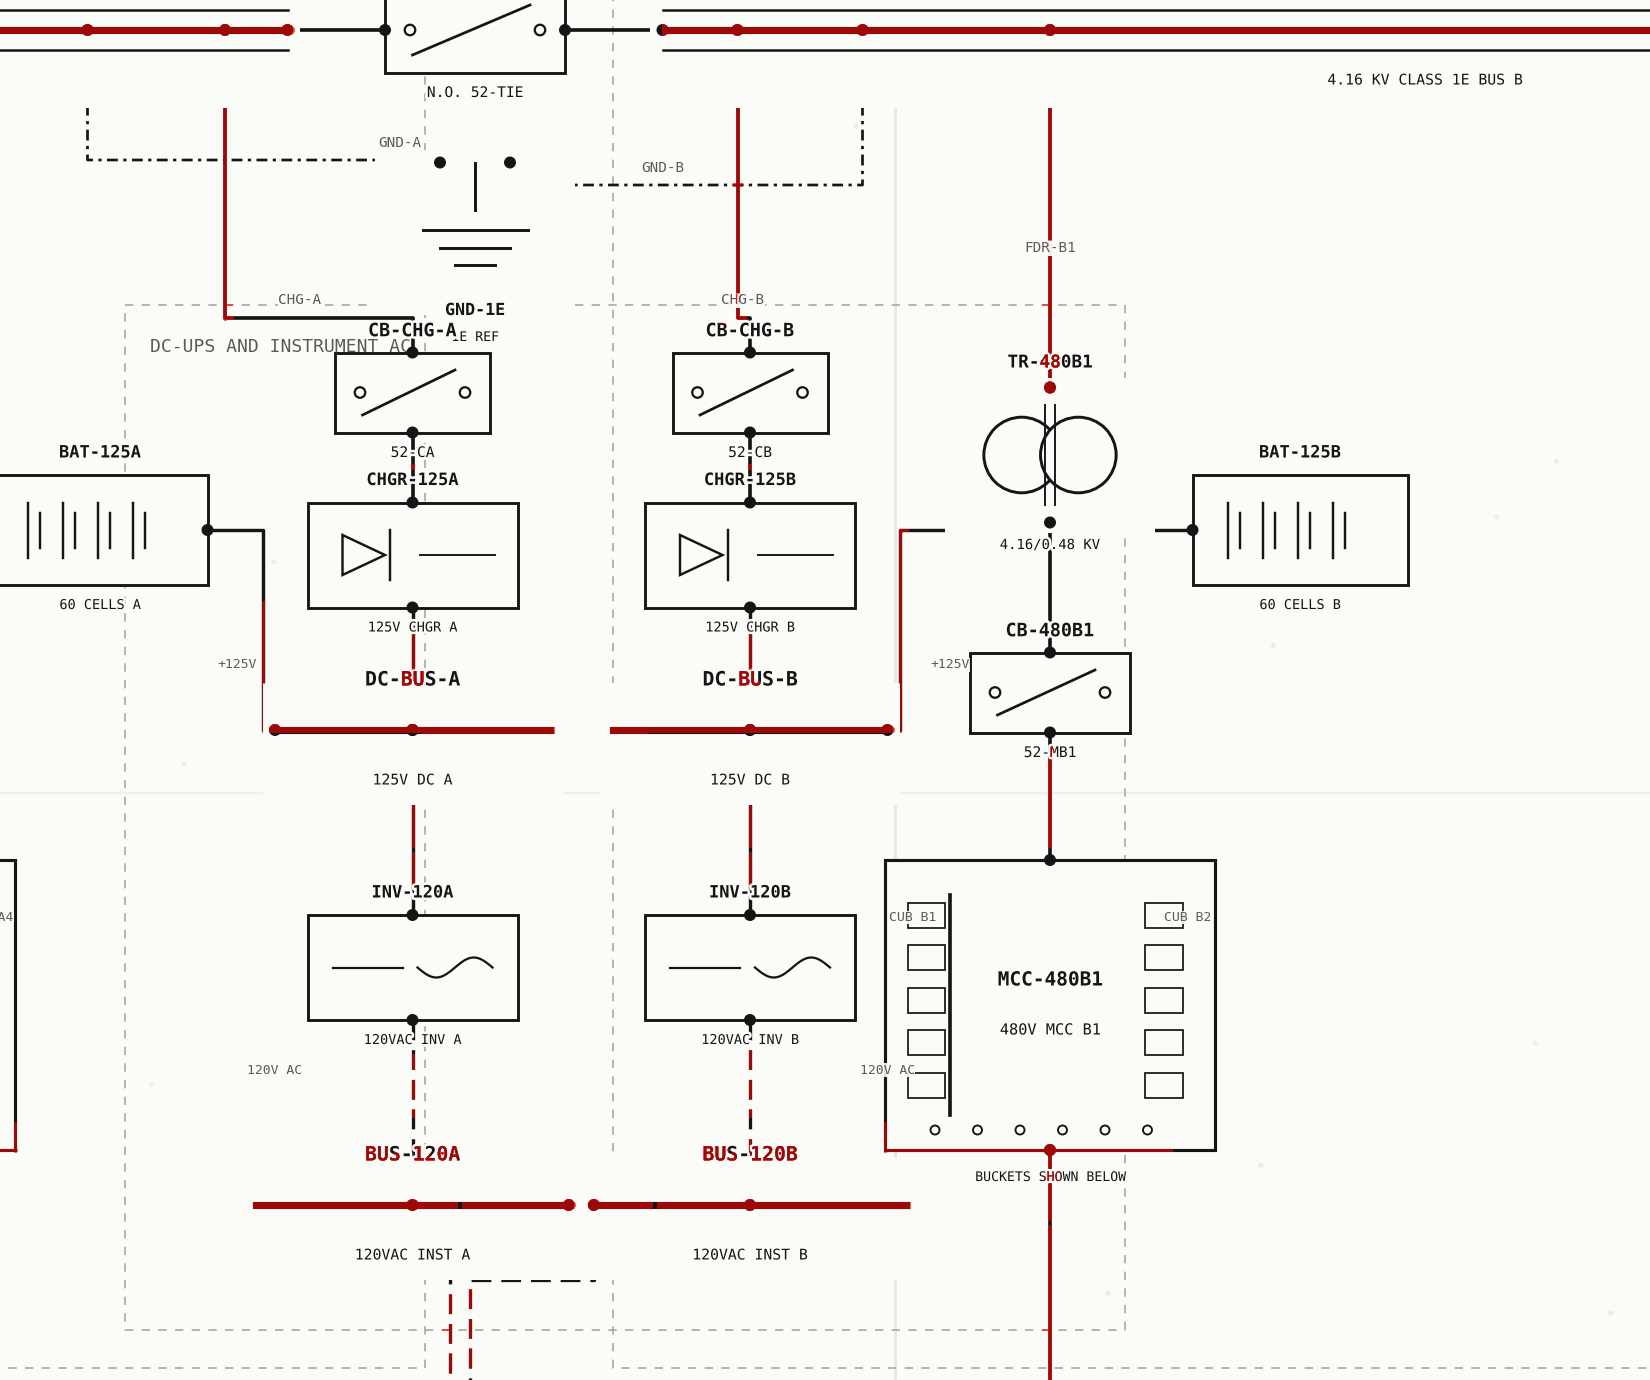 4.16 KV CLASS 1E BUS B
N.O. 52-TIE
GND-A
GND-B
FDR-B1
CHG-A
CHG-B
GND-1E
CB-CHG-A
CB-CHG-B
1E REF
DC-UPS AND INSTRUMENT AC
TR-480B1
BAT-125A
52-CA
52-CB
BAT-125B
CHGR-125A
CHGR-125B
4.16/0.48 KV
60 CELLS A
60 CELLS B
125V CHGR A
125V CHGR B
CB-480B1
+125V
+125V
DC-BUS-A
DC-BUS-B
52-MB1
125V DC A
125V DC B
INV-120A
INV-120B
A4
CUB B1
CUB B2
MCC-480B1
480V MCC B1
120VAC INV A
120VAC INV B
120V AC
120V AC
BUS-120A
BUS-120B
BUCKETS SHOWN BELOW
120VAC INST A
120VAC INST B